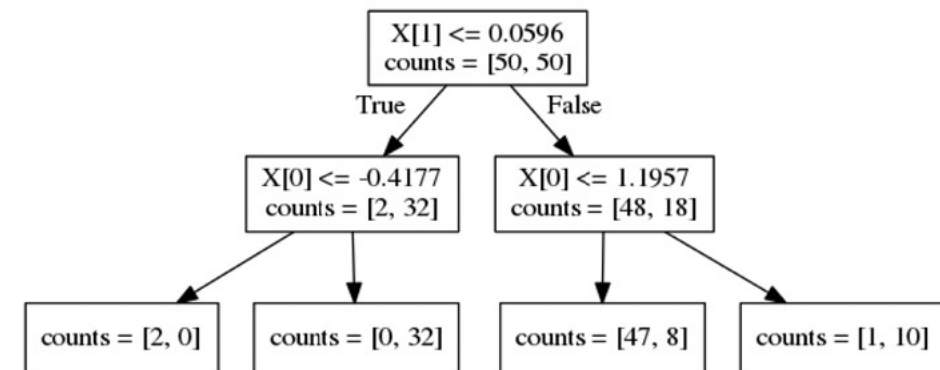 X[1] <= 0.0596
counts = [50, 50]
True
False
X[0] <= -0.4177
counts = [2, 32]
X[0] <= 1.1957
counts = [48, 18]
counts = [2, 0]
counts = [0, 32]
counts = [47, 8]
counts = [1, 10]